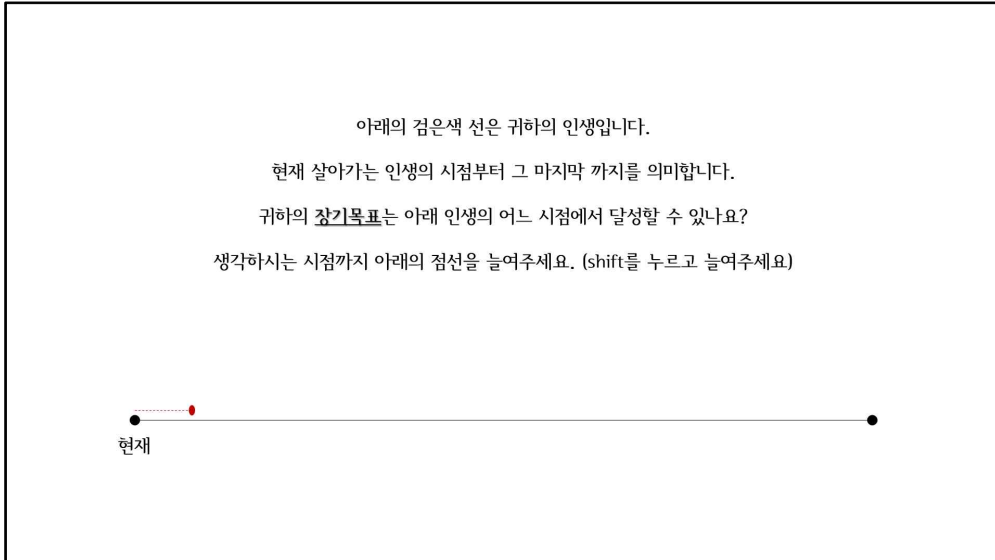 아래의 검은색 선은 귀하의 인생입니다.
현재 살아가는 인생의 시점부터 그 마지막 까지를 의미합니다.
귀하의 장기목표는 아래 인생의 어느 시점에서 달성할 수 있나요?
생각하시는 시점까지 아래의 점선을 늘여주세요. (shift를 누르고 늘여주세요)
현재